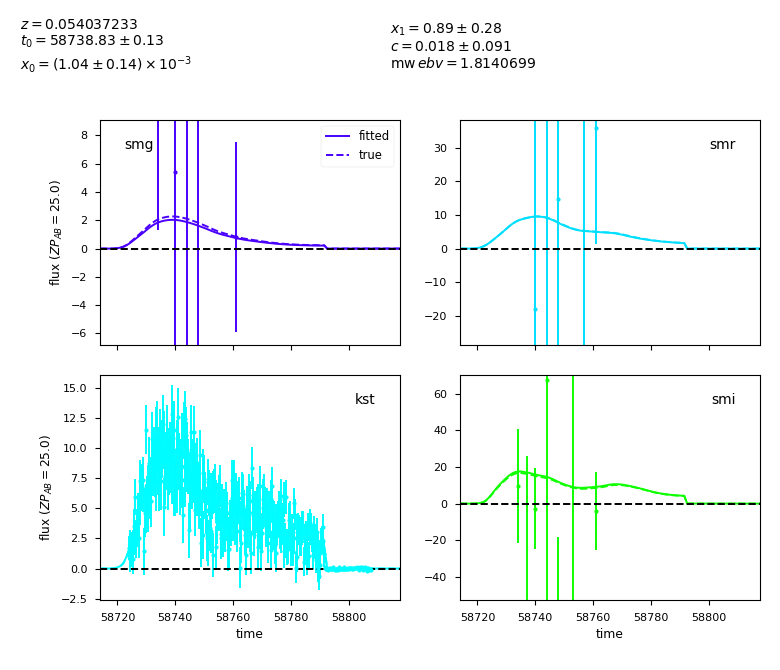 z = 0.054037233
t₀ = 58738.83 ± 0.13
x₀ = (1.04 ± 0.14) × 10⁻³
x₁ = 0.89 ± 0.28
c = 0.018 ± 0.091
mw ebv = 1.8140699
smg
fitted
true
8
6
4
2
0
−2
−4
−6
flux (ZP_AB = 25.0)
smr
30
20
10
0
−10
−20
kst
15.0
12.5
10.0
7.5
5.0
2.5
0.0
−2.5
flux (ZP_AB = 25.0)
58720 58740 58760 58780 58800
time
smi
60
40
20
0
−20
−40
58720 58740 58760 58780 58800
time